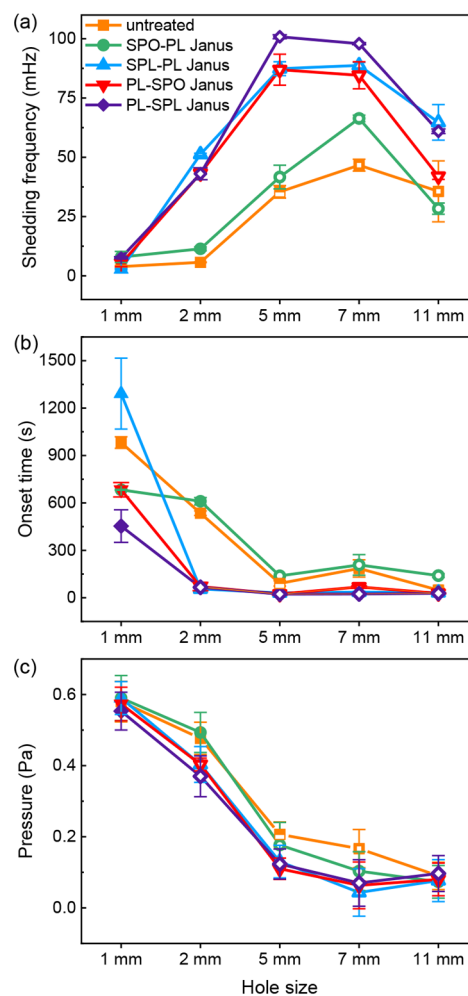 (a)
untreated
SPO-PL Janus
SPL-PL Janus
PL-SPO Janus
PL-SPL Janus
Shedding frequency (mHz)
100
75
50
25
0
1 mm 2 mm 5 mm 7 mm 11 mm
(b)
Onset time (s)
1500
1200
900
600
300
0
1 mm 2 mm 5 mm 7 mm 11 mm
(c)
Pressure (Pa)
0.6
0.4
0.2
0.0
1 mm 2 mm 5 mm 7 mm 11 mm
Hole size